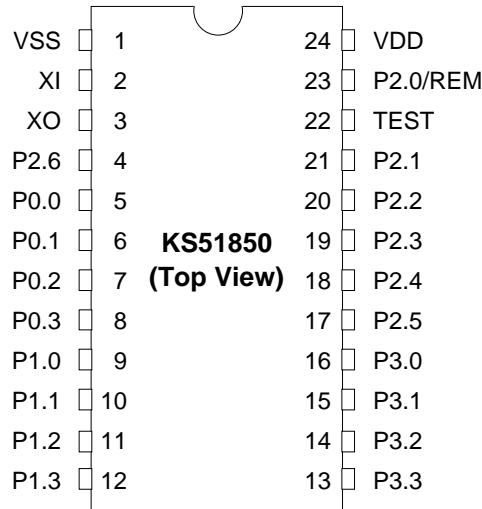 VSS 1 24 VDD
XI 2 23 P2.0/REM
XO 3 22 TEST
P2.6 4 21 P2.1
P0.0 5 20 P2.2
P0.1 6 KS51850 19 P2.3
P0.2 7 (Top View) 18 P2.4
P0.3 8 17 P2.5
P1.0 9 16 P3.0
P1.1 10 15 P3.1
P1.2 11 14 P3.2
P1.3 12 13 P3.3